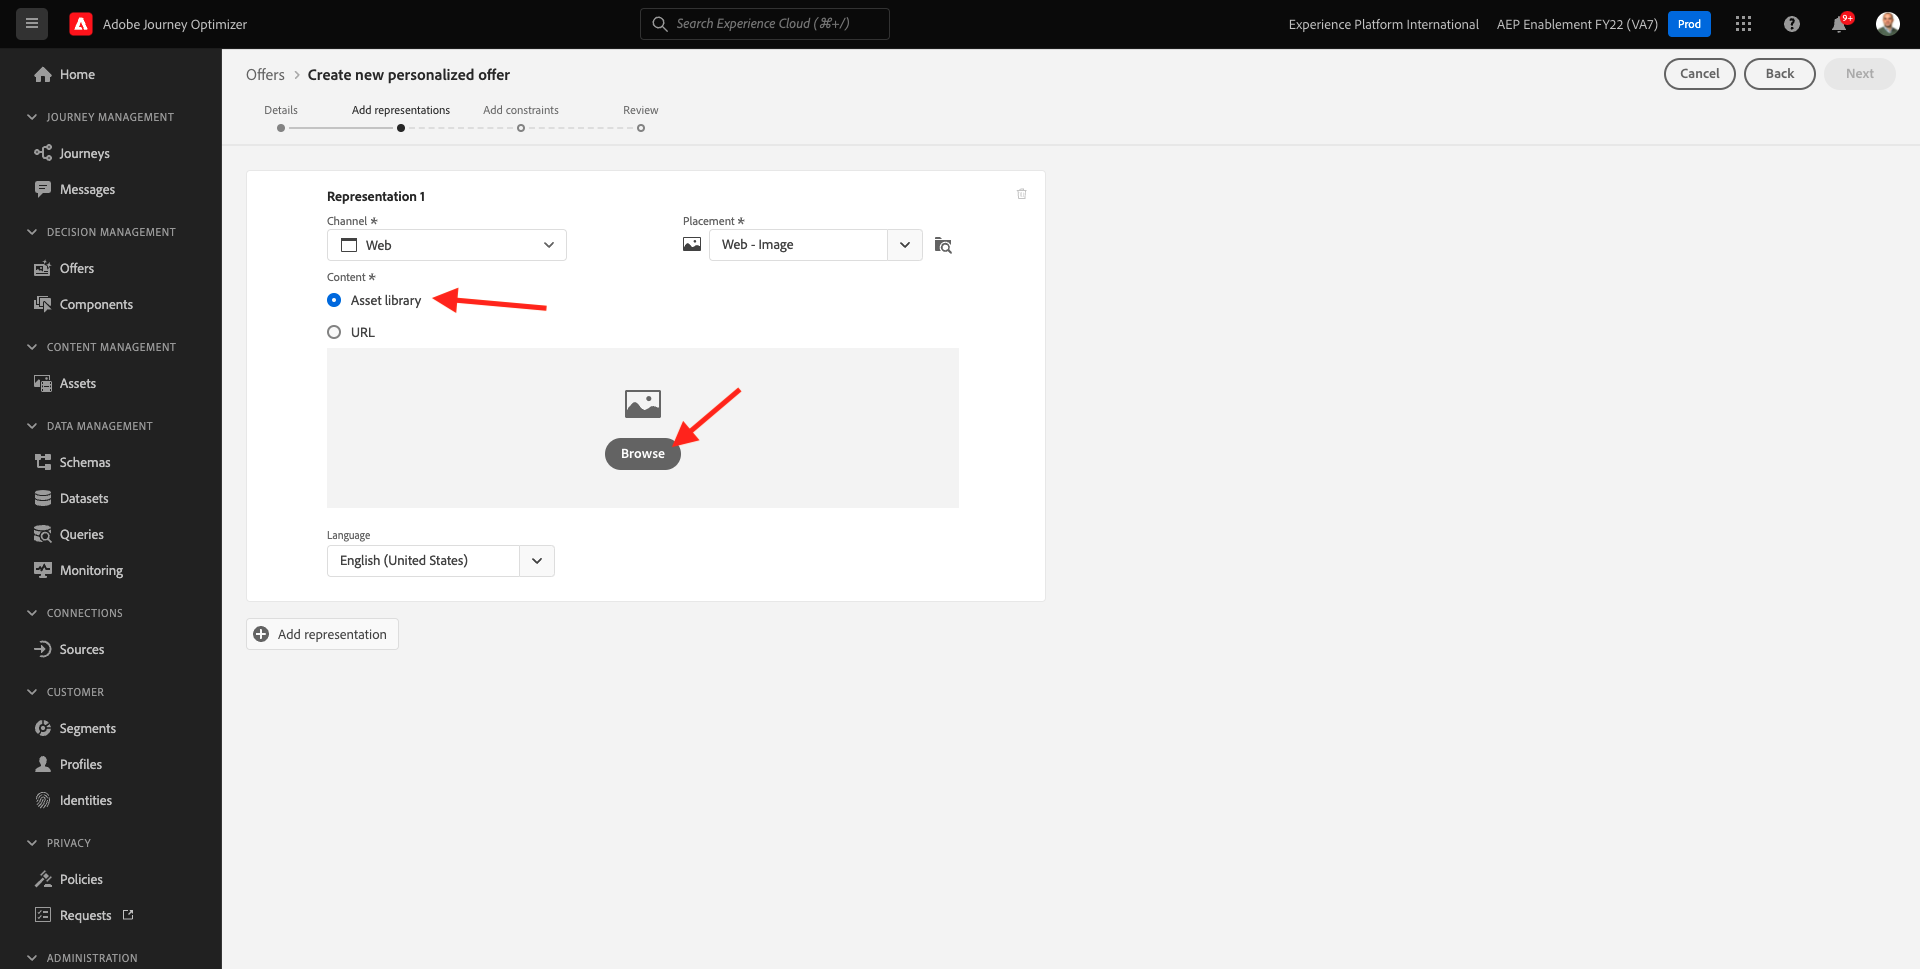 Adobe Journey Optimizer
Search Experience Cloud (⌘+/)
Experience Platform International
AEP Enablement FY22 (VA7)
Prod
9+
Home
JOURNEY MANAGEMENT
Journeys
Messages
DECISION MANAGEMENT
Offers
Components
CONTENT MANAGEMENT
Assets
DATA MANAGEMENT
Schemas
Datasets
Queries
Monitoring
CONNECTIONS
Sources
CUSTOMER
Segments
Profiles
Identities
PRIVACY
Policies
Requests
ADMINISTRATION
Offers > Create new personalized offer
Cancel
Back
Next
Details
Add representations
Add constraints
Review
Representation 1
Channel *
Placement *
Web
Web - Image
Content *
Asset library
URL
Browse
Language
English (United States)
Add representation